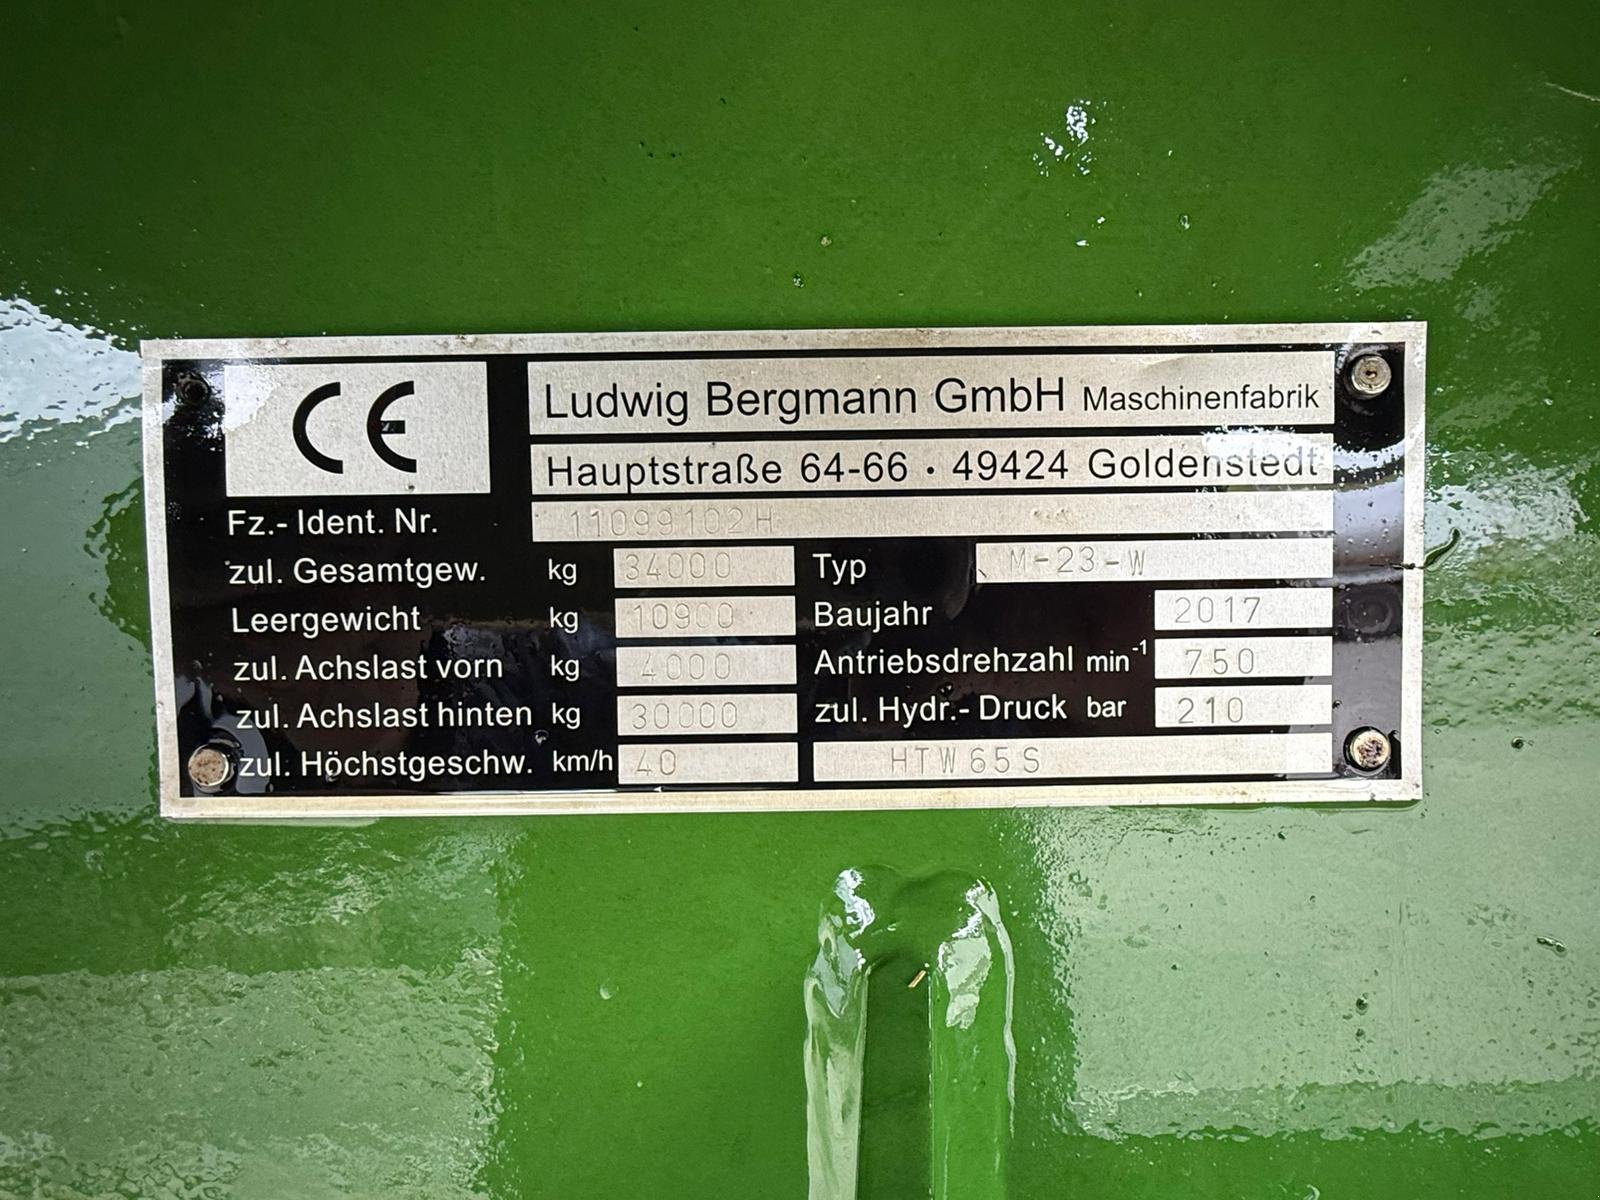 CE
Ludwig Bergmann GmbH Maschinenfabrik
Hauptstraße 64-66 · 49424 Goldenstedt
Fz.- Ident. Nr. 11099102H
zul. Gesamtgew. kg 34000 Typ M-23-W
Leergewicht kg 10900 Baujahr 2017
zul. Achslast vorn kg 4000 Antriebsdrehzahl min⁻¹ 750
zul. Achslast hinten kg 30000 zul. Hydr.- Druck bar 210
zul. Höchstgeschw. km/h 40 HTW65S